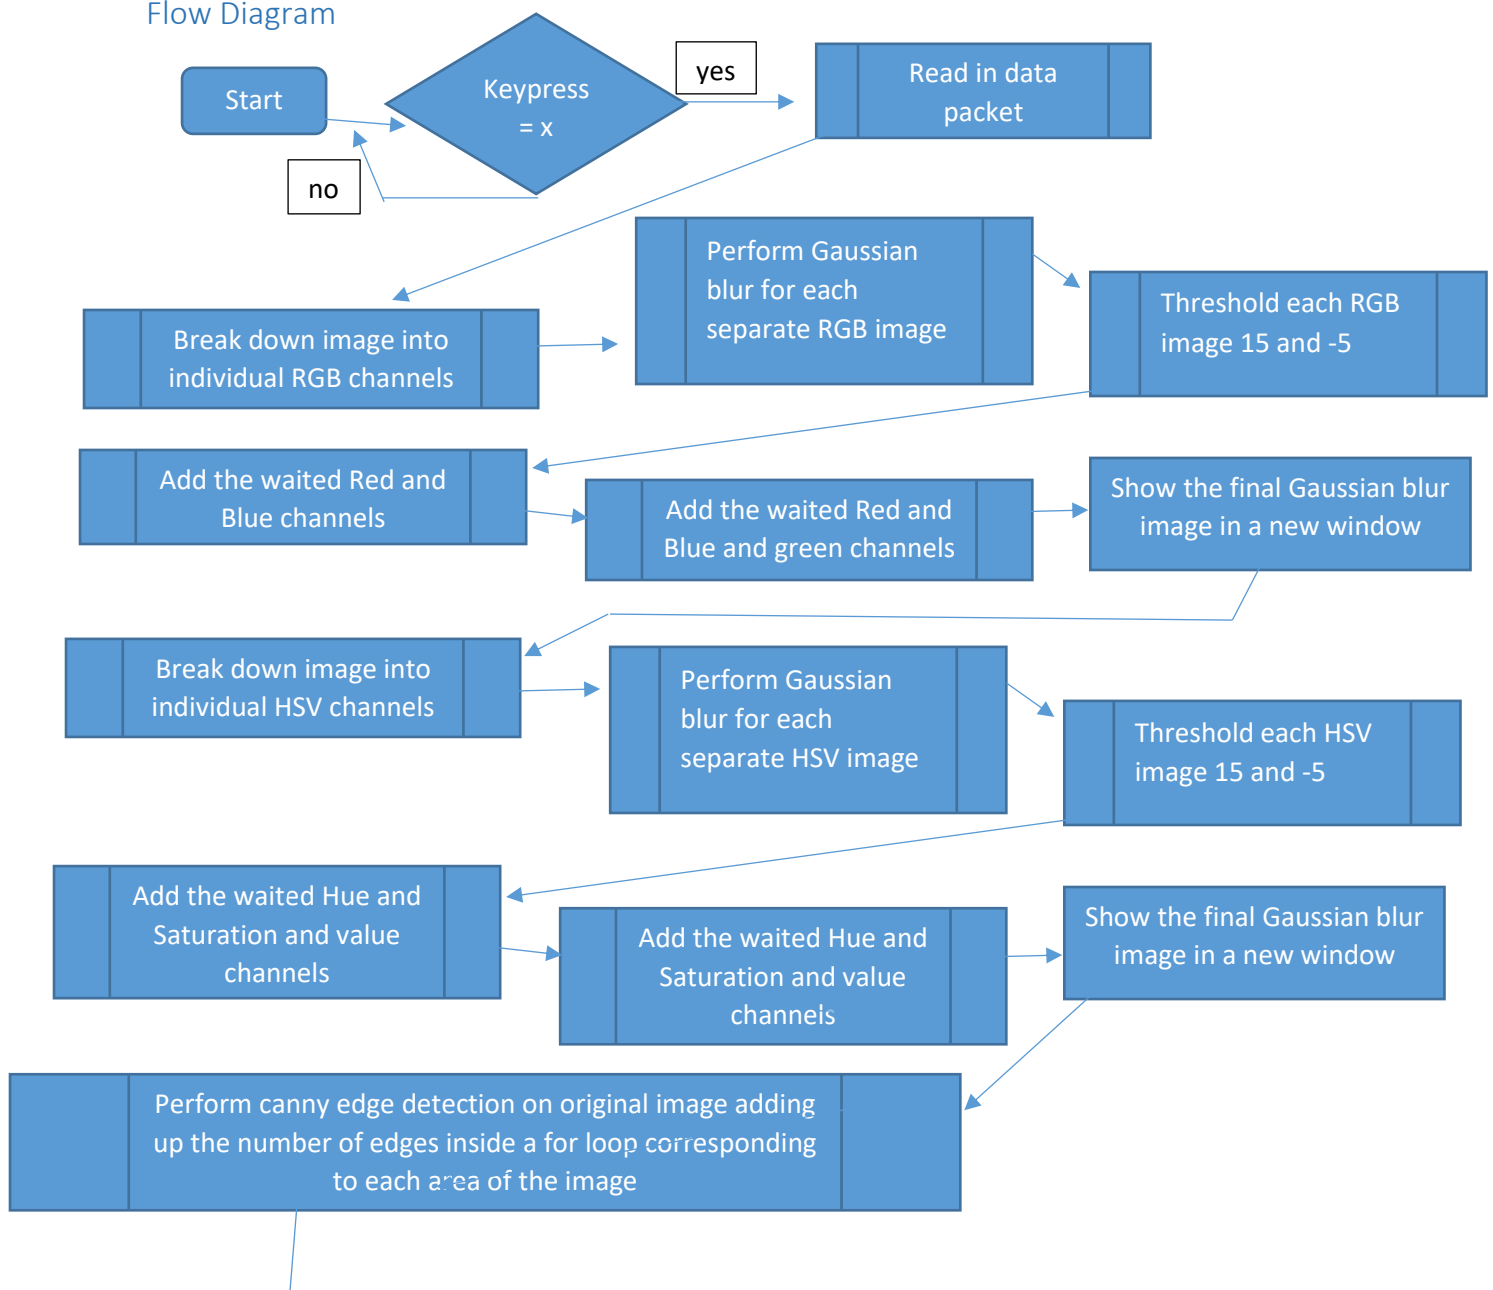 Flow Diagram
Start
Keypress
= x
yes
no
Read in data
packet
Break down image into
individual RGB channels
Perform Gaussian
blur for each
separate RGB image
Threshold each RGB
image 15 and -5
Add the waited Red and
Blue channels
Add the waited Red and
Blue and green channels
Show the final Gaussian blur
image in a new window
Break down image into
individual HSV channels
Perform Gaussian
blur for each
separate HSV image
Threshold each HSV
image 15 and -5
Add the waited Hue and
Saturation and value
channels
Add the waited Hue and
Saturation and value
channels
Show the final Gaussian blur
image in a new window
Perform canny edge detection on original image adding
up the number of edges inside a for loop corresponding
to each area of the image